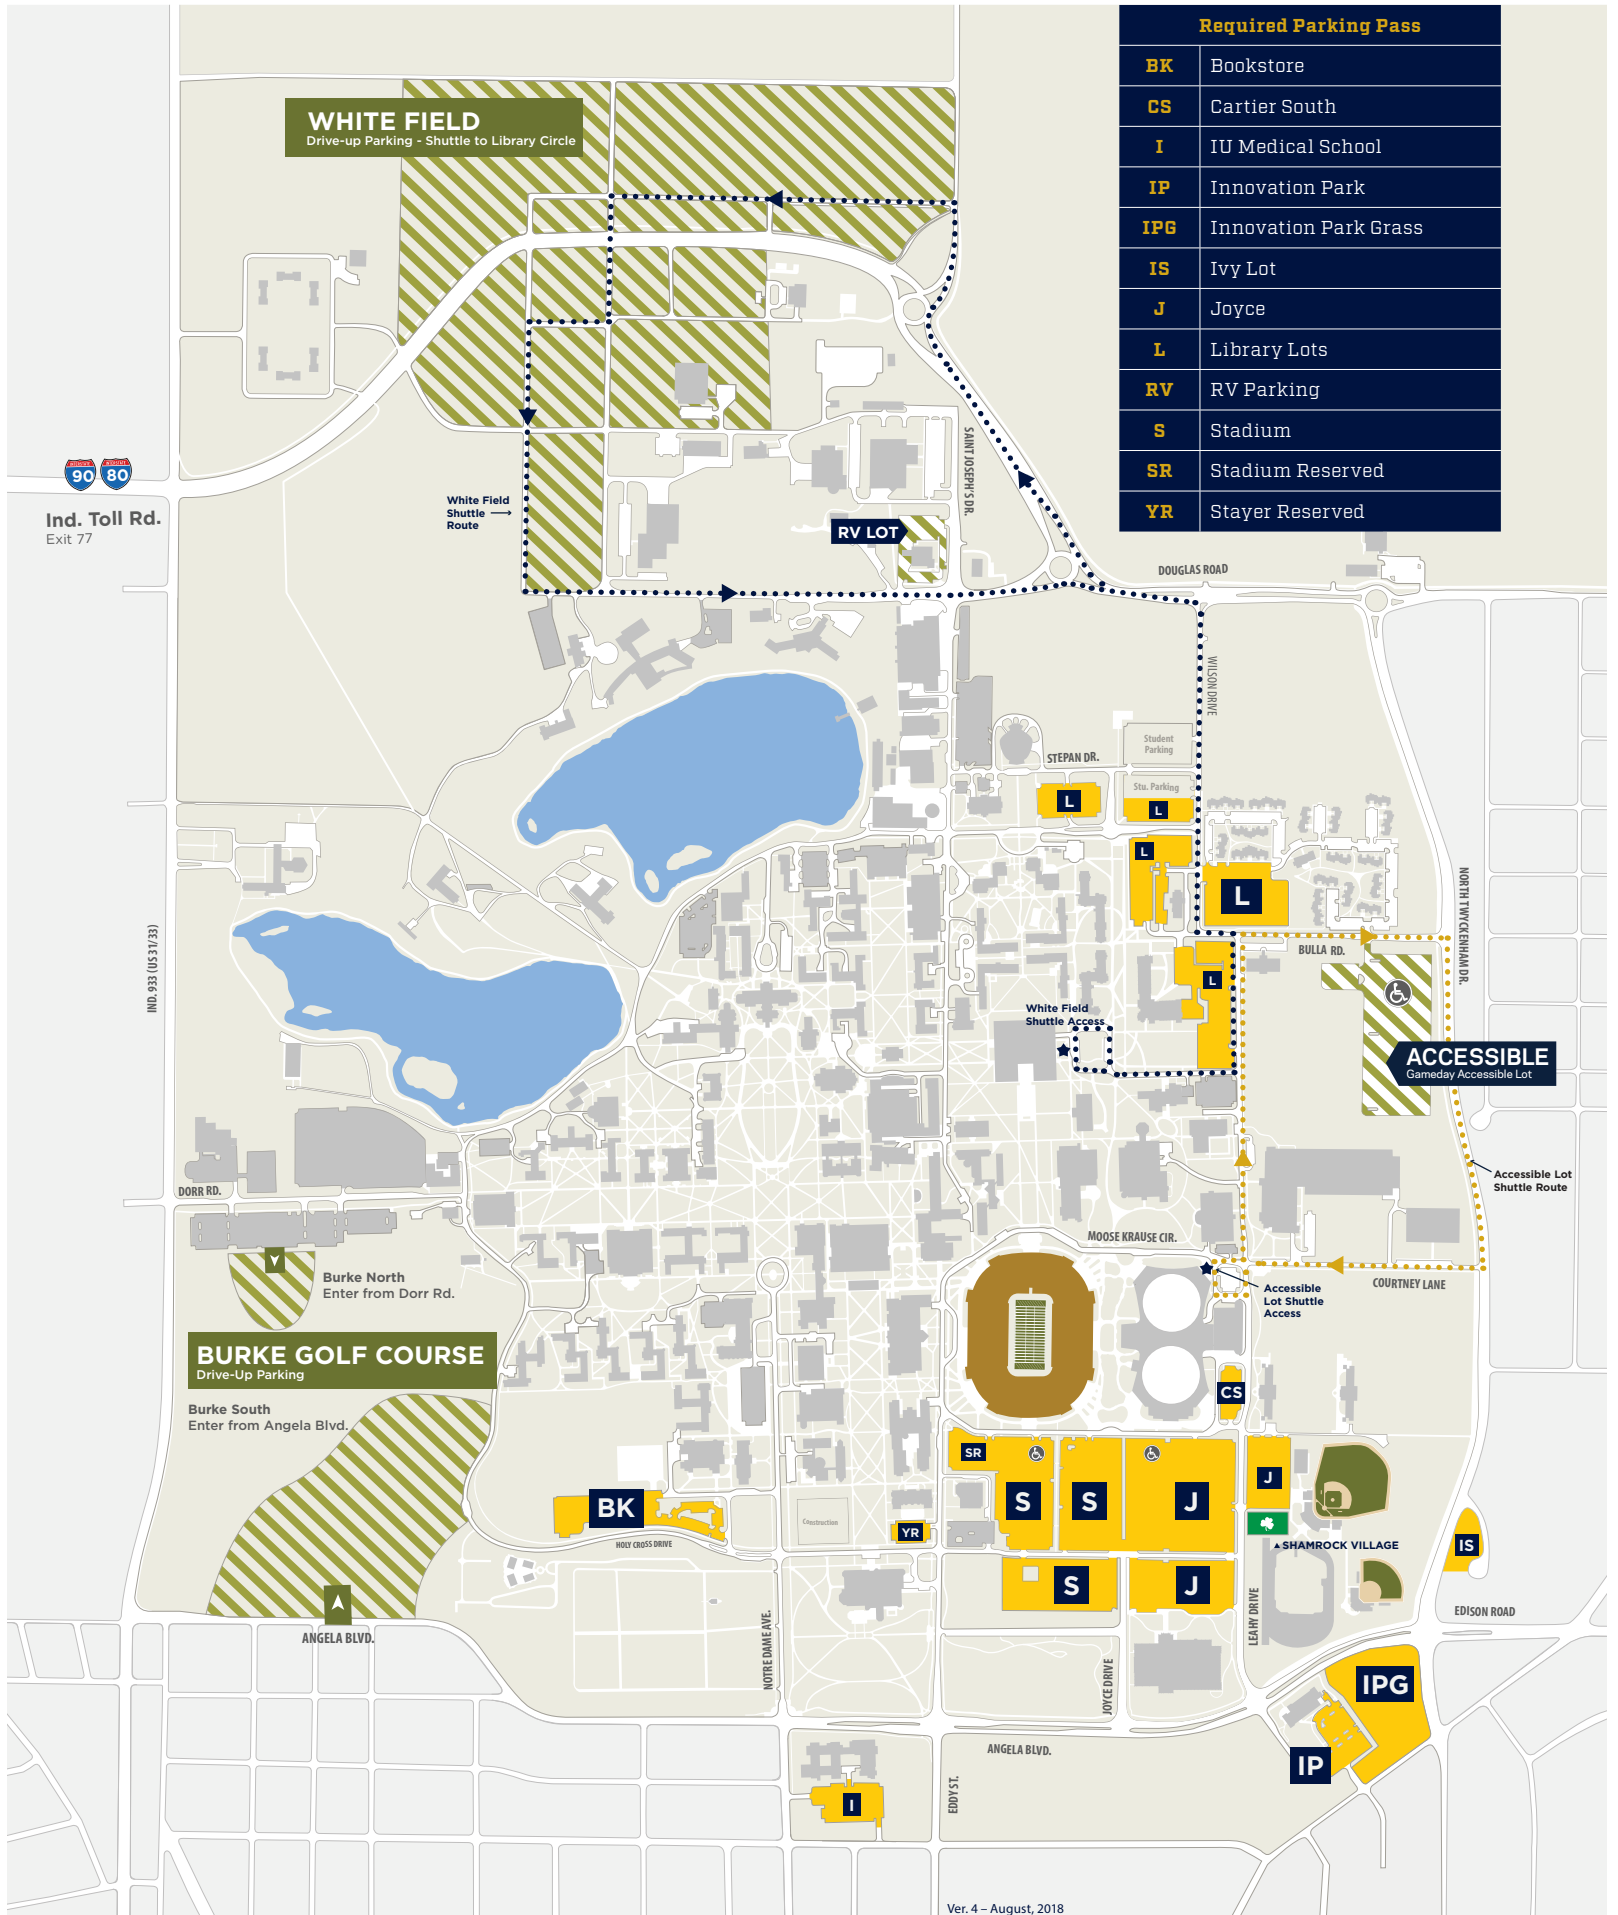 Required Parking Pass
BK Bookstore
CS Cartier South
I IU Medical School
IP Innovation Park
IPG Innovation Park Grass
IS Ivy Lot
J Joyce
L Library Lots
RV RV Parking
S Stadium
SR Stadium Reserved
YR Stayer Reserved
WHITE FIELD
Drive-up Parking - Shuttle to Library Circle
90 80
Ind. Toll Rd.
Exit 77
White Field
Shuttle
Route
SAINT JOSEPH'S DR.
RV LOT
DOUGLAS ROAD
WILSON DRIVE
Student
Parking
STEPAN DR.
Stu. Parking
L
L
L
L
NORTH TWYCKENHAM DR.
IND. 933 (US 31/33)
BULLA RD.
L
White Field
Shuttle Access
ACCESSIBLE
Gameday Accessible Lot
Accessible Lot
Shuttle Route
DORR RD.
MOOSE KRAUSE CIR.
Burke North
Enter from Dorr Rd.
COURTNEY LANE
Accessible
Lot Shuttle
Access
BURKE GOLF COURSE
Drive-Up Parking
Burke South
Enter from Angela Blvd.
CS
SR
J
S
S
J
BK
Construction
YR
HOLY CROSS DRIVE
SHAMROCK VILLAGE
IS
S
J
LEAHY DRIVE
EDISON ROAD
ANGELA BLVD.
NOTRE DAME AVE.
JOYCE DRIVE
IPG
ANGELA BLVD.
IP
EDDY ST.
I
Ver. 4 – August, 2018